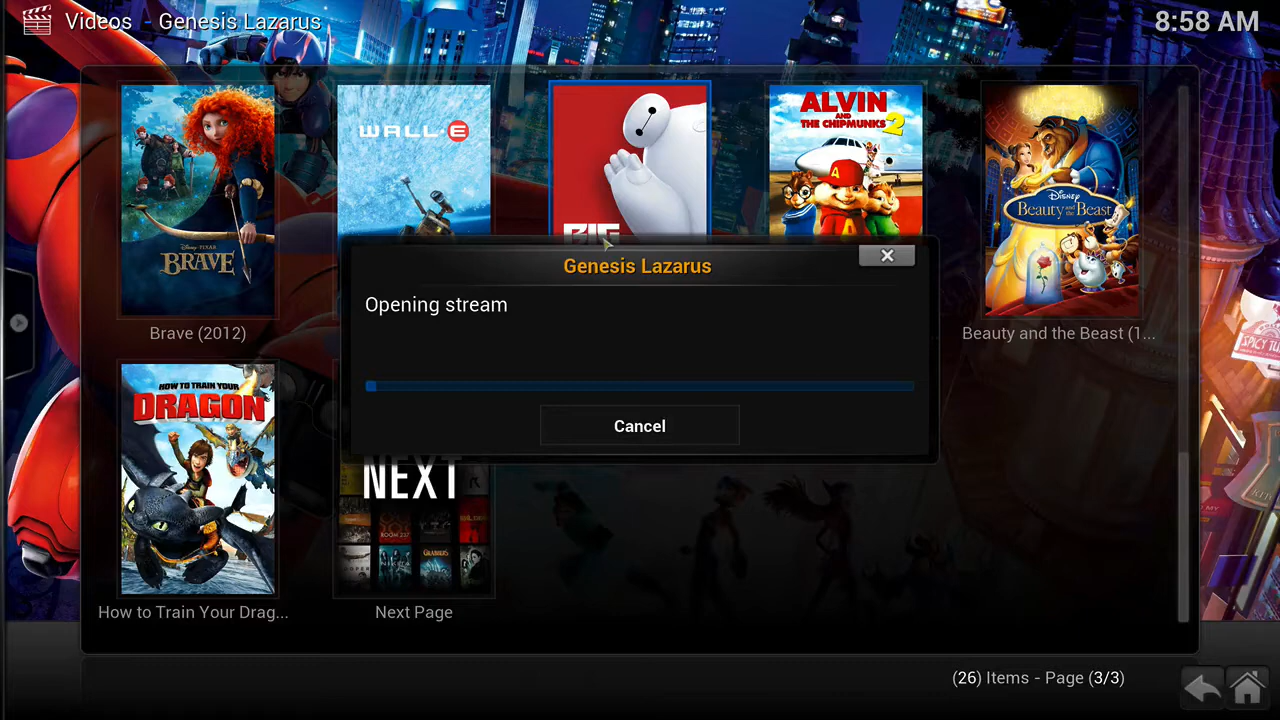 Videos - Genesis Lazarus
8:58 AM
WALL-E
ALVIN
AND
THE CHIPMUNKS 2
DISNEY
Beauty and the Beast
DISNEY PIXAR
BRAVE
BIG
Genesis Lazarus
Opening stream
Cancel
Brave (2012)
Beauty and the Beast (1...
HOW TO TRAIN YOUR
DRAGON
NEXT
How to Train Your Drag...
Next Page
(26) Items - Page (3/3)